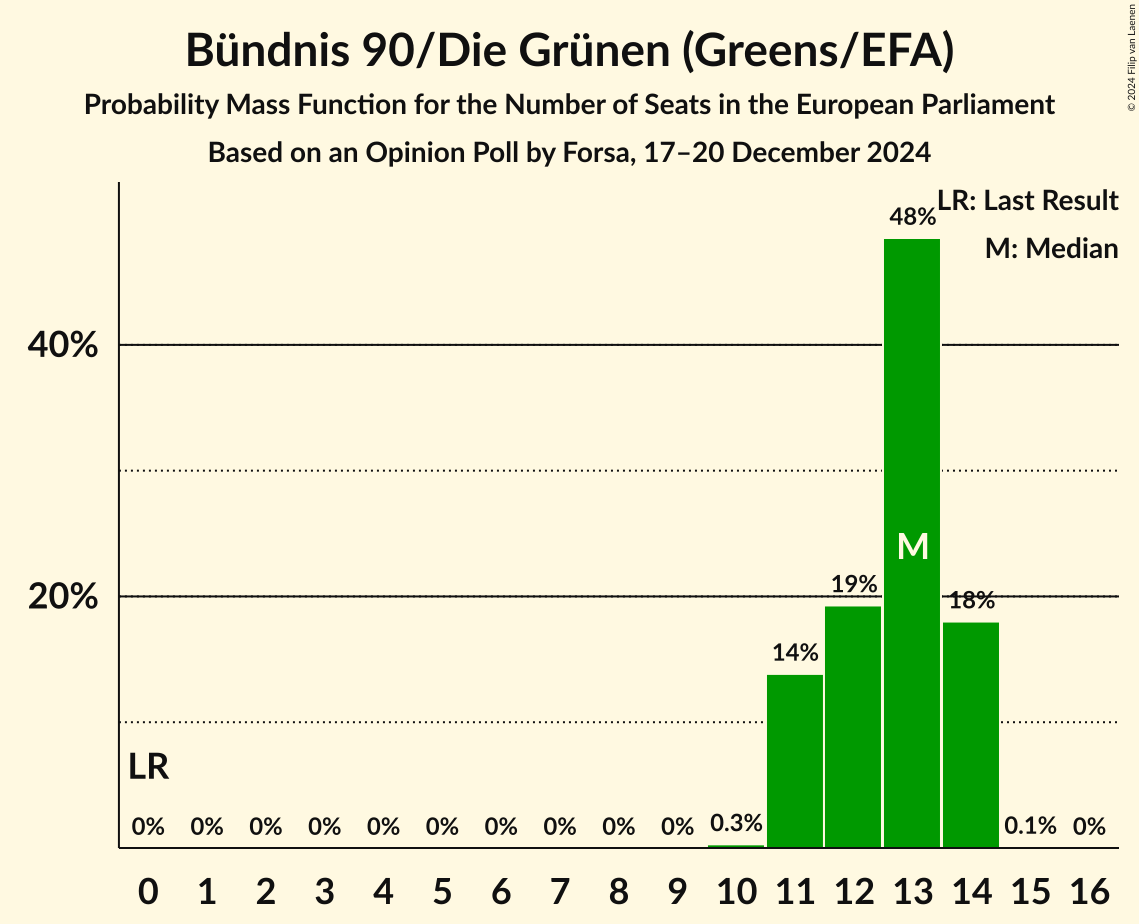 Bündnis 90/Die Grünen (Greens/EFA)
Probability Mass Function for the Number of Seats in the European Parliament
Based on an Opinion Poll by Forsa, 17–20 December 2024
© 2024 Filip van Laenen
LR: Last Result
M: Median
48%
40%
M
20%
19%
18%
14%
LR
0% 0% 0% 0% 0% 0% 0% 0% 0% 0% 0.3% 0.1% 0%
0 1 2 3 4 5 6 7 8 9 10 11 12 13 14 15 16